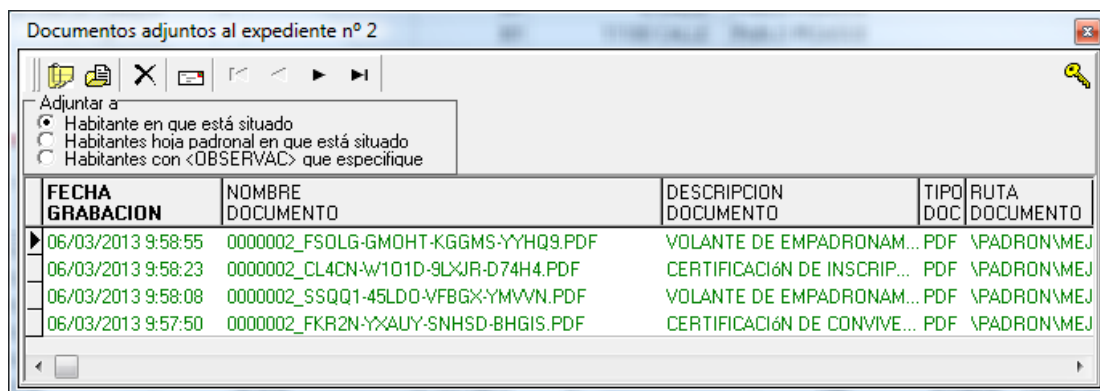 Documentos adjuntos al expediente nº 2
Adjuntar a
Habitante en que está situado
Habitantes hoja padronal en que está situado
Habitantes con <OBSERVAC> que especifique
FECHA GRABACION NOMBRE DOCUMENTO DESCRIPCION DOCUMENTO TIPO DOC RUTA DOCUMENTO
06/03/2013 9:58:55 0000002_FSOLG-GMOHT-KGGMS-YYHQ9.PDF VOLANTE DE EMPADRONAM... PDF \PADRON\MEJ
06/03/2013 9:58:23 0000002_CL4CN-W1O1D-9LXJR-D74H4.PDF CERTIFICACIóN DE INSCRIP... PDF \PADRON\MEJ
06/03/2013 9:58:08 0000002_SSQQ1-45LDO-VFBGX-YMVVN.PDF VOLANTE DE EMPADRONAM... PDF \PADRON\MEJ
06/03/2013 9:57:50 0000002_FKR2N-YXAUY-SNHSD-BHGIS.PDF CERTIFICACIóN DE CONVIVE... PDF \PADRON\MEJ